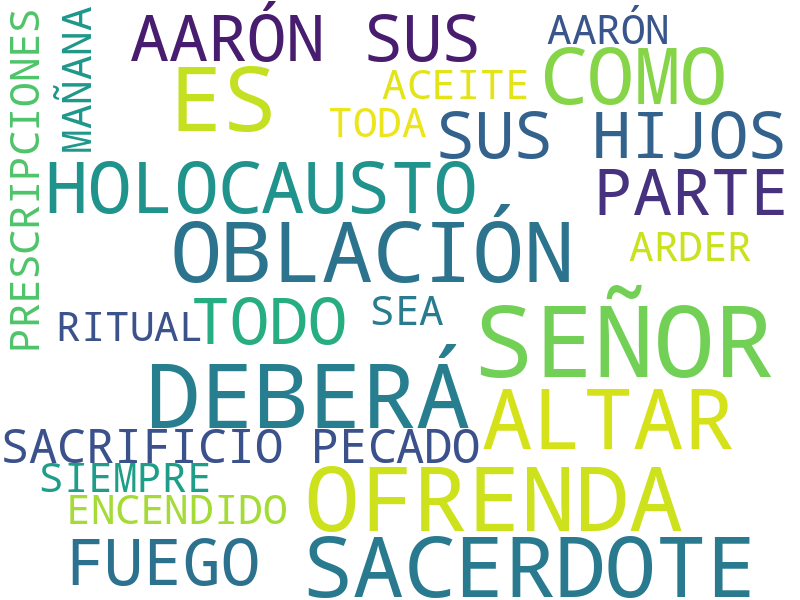 AARÓN SUS
AARÓN
PRESCRIPCIONES
MAÑANA
ES
ACEITE
COMO
TODA
SUS HIJOS
HOLOCAUSTO
PARTE
OBLACIÓN
ARDER
RITUAL
TODO
SEA
SEÑOR
DEBERÁ
ALTAR
SACRIFICIO PECADO
SIEMPRE
ENCENDIDO
OFRENDA
FUEGO
SACERDOTE